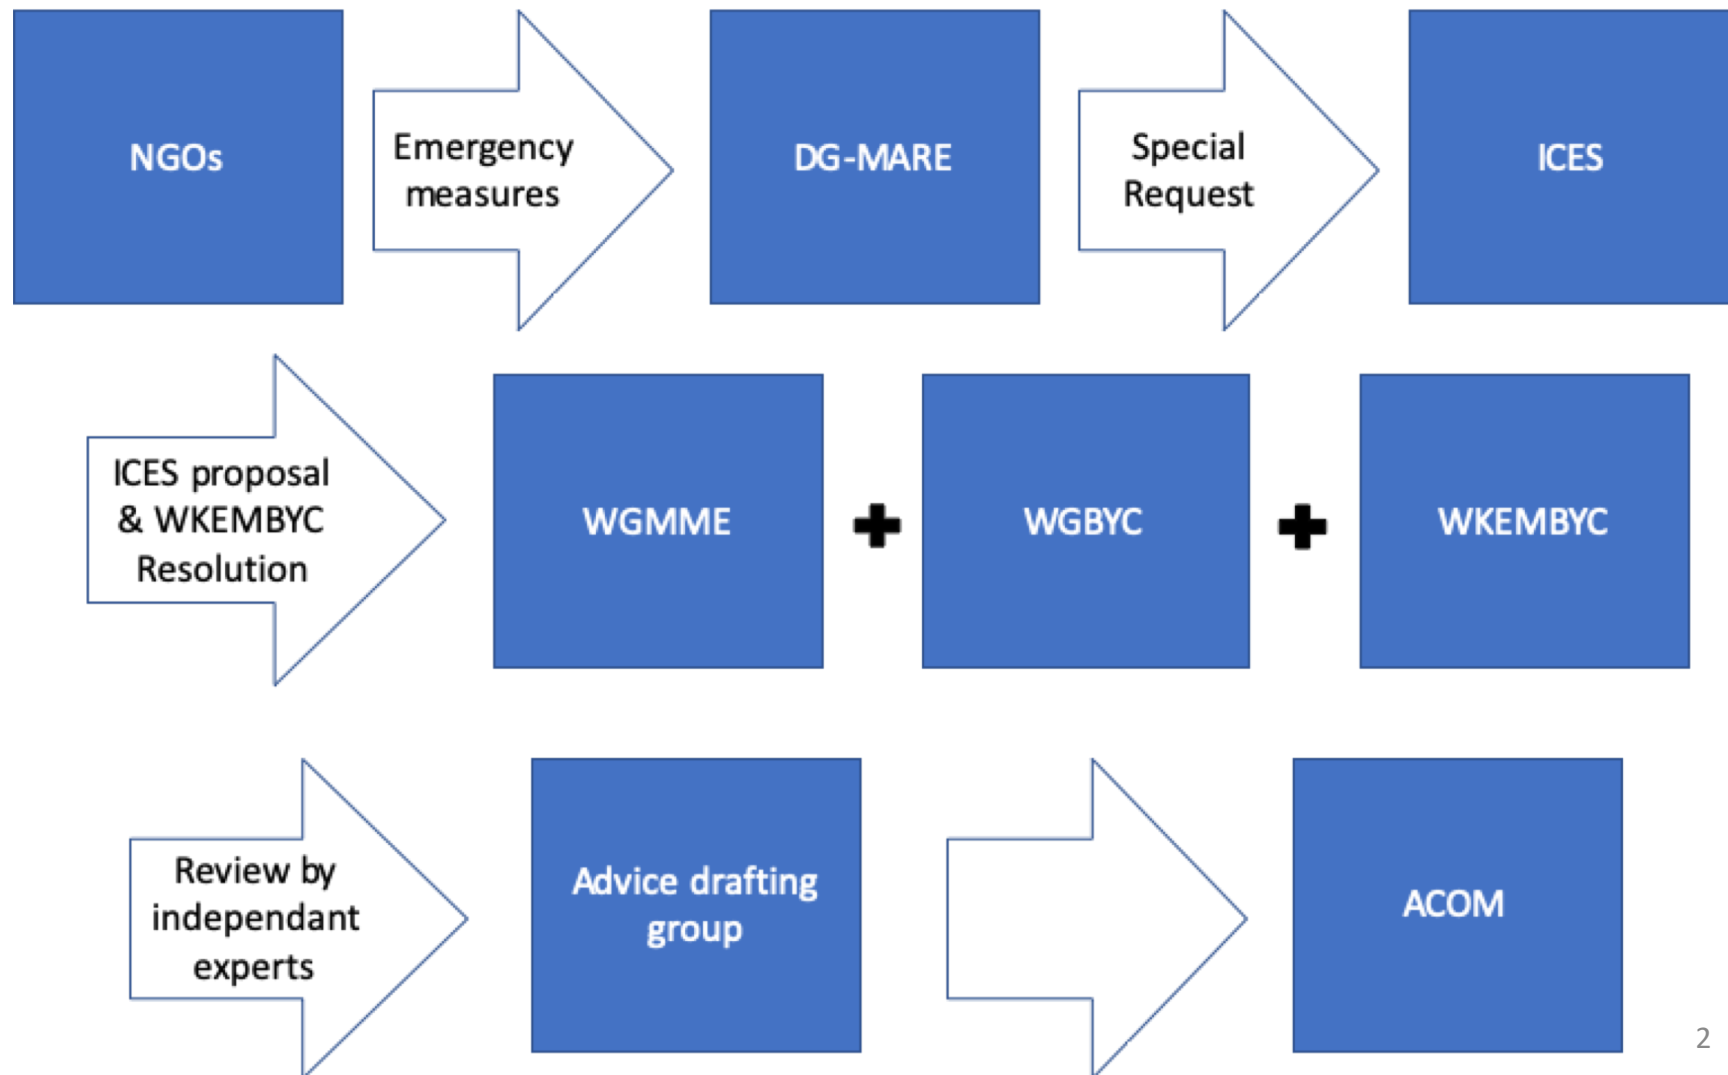 NGOs
Emergency
measures
DG-MARE
Special
Request
ICES
ICES proposal
& WKEMBYC
Resolution
WGMME
WGBYC
WKEMBYC
Review by
independant
experts
Advice drafting
group
ACOM
2